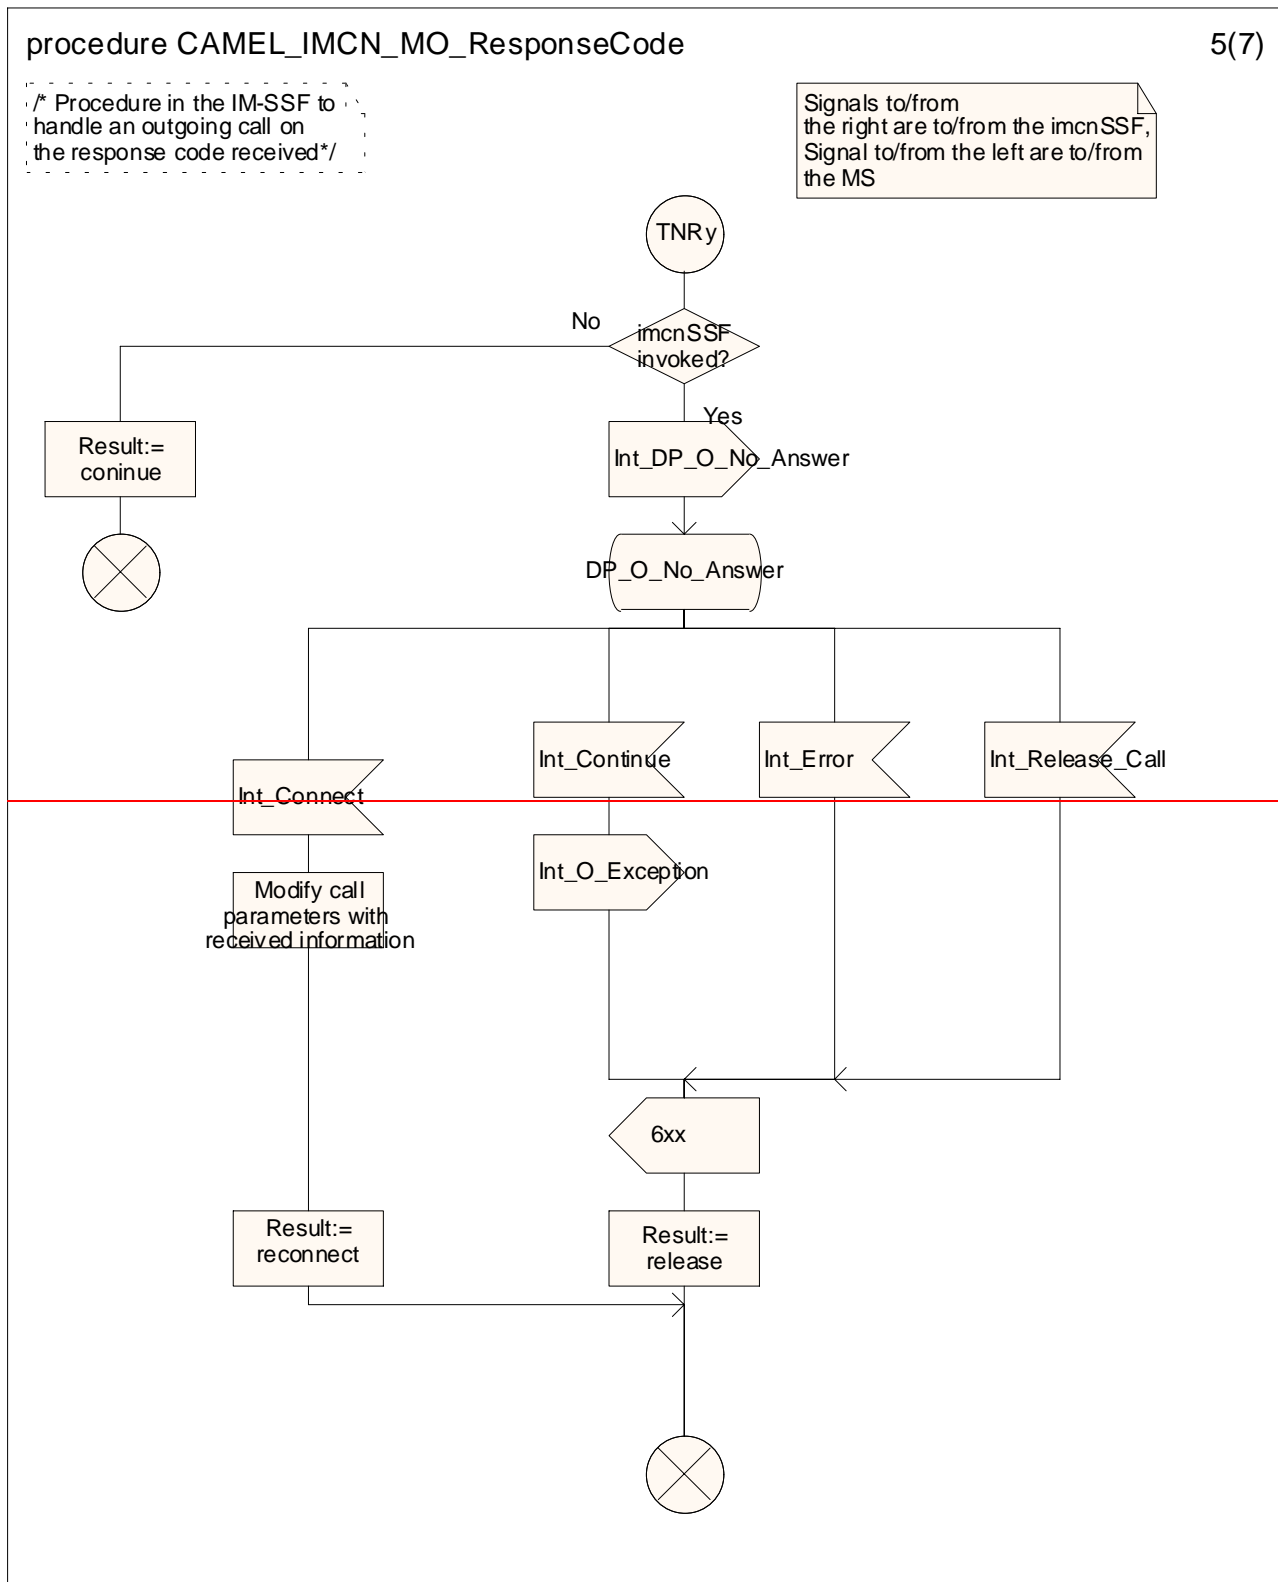 procedure CAMEL_IMCN_MO_ResponseCode
5(7)
/* Procedure in the IM-SSF to
handle an outgoing call on
the response code received*/
Signals to/from
the right are to/from the imcnSSF,
Signal to/from the left are to/from
the MS
TNRy
No
imcnSSF
invoked?
Yes
Result:=
coninue
Int_DP_O_No_Answer
DP_O_No_Answer
Int_Connect
Int_Continue
Int_Error
Int_Release_Call
Int_O_Exception
Modify call
parameters with
received information
6xx
Result:=
reconnect
Result:=
release